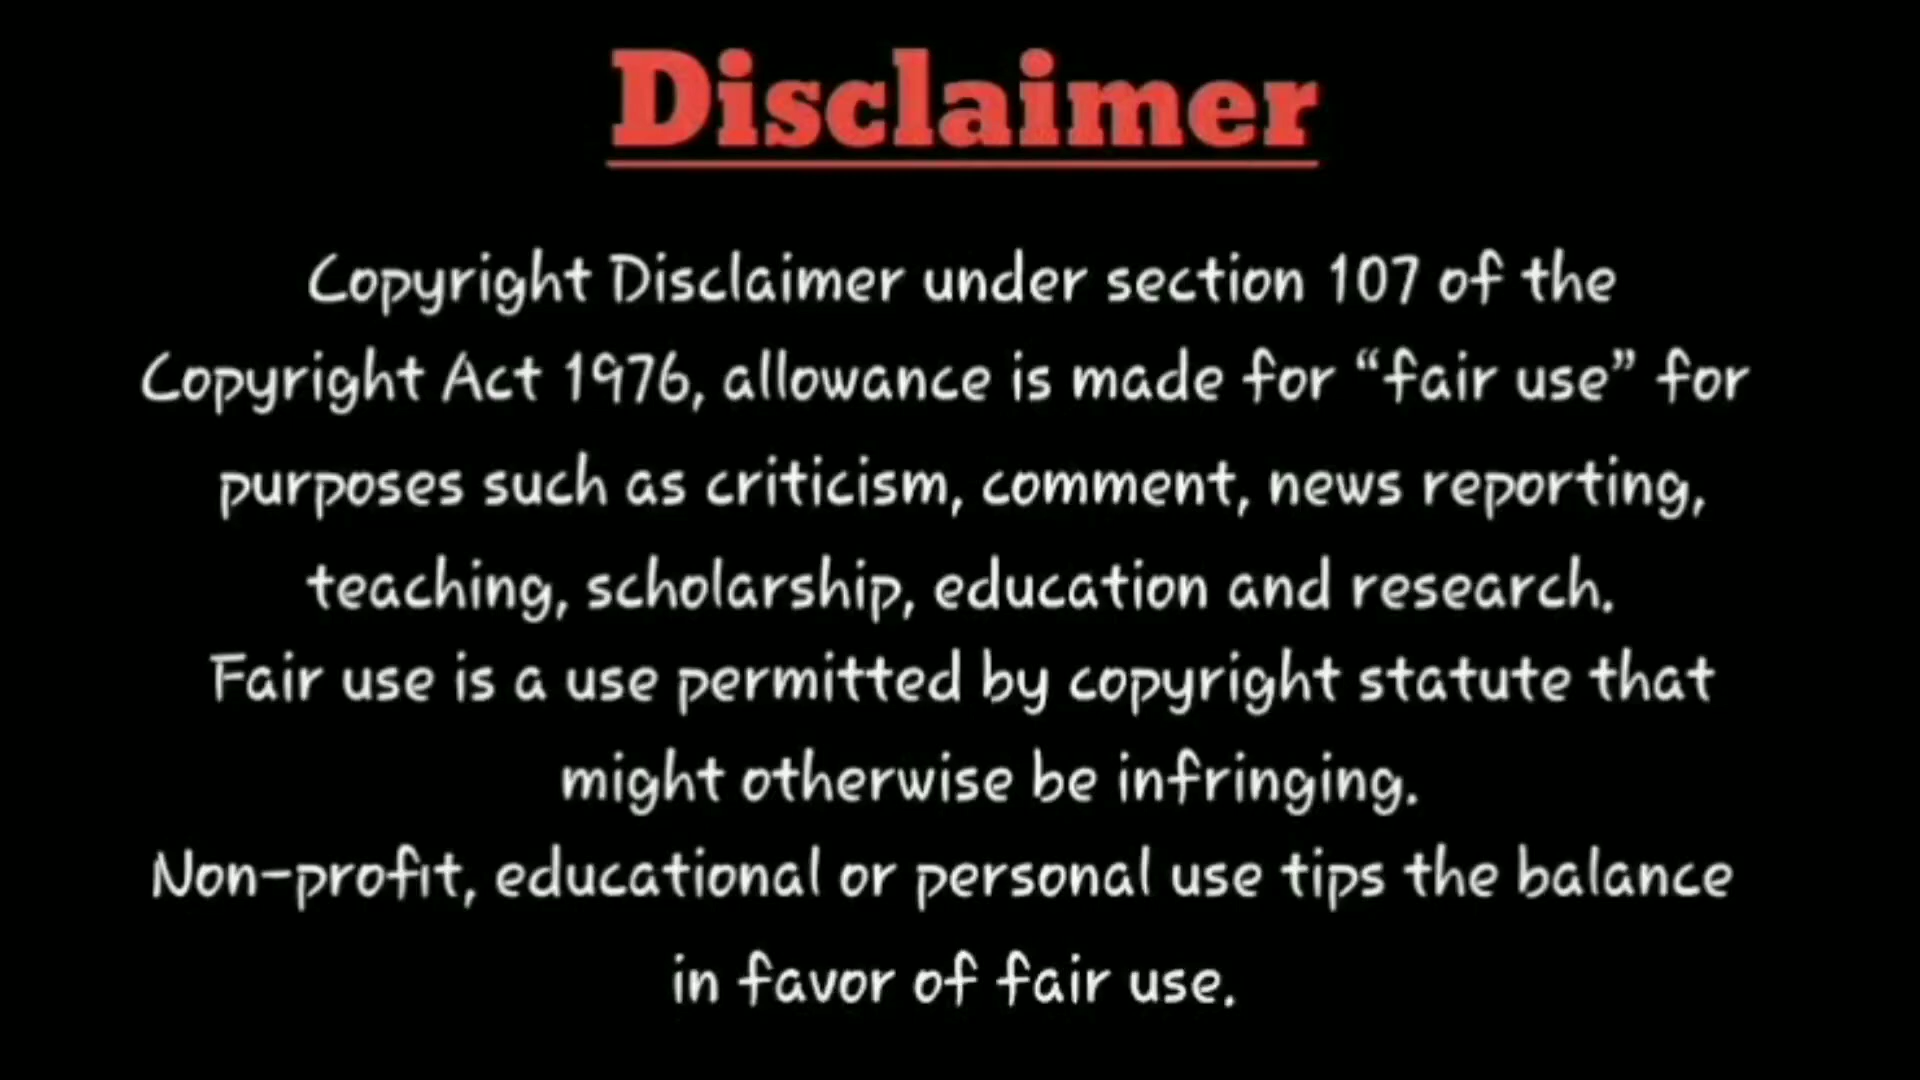 Disclaimer
Copyright Disclaimer under section 107 of the
Copyright Act 1976, allowance is made for “fair use” for
purposes such as criticism, comment, news reporting,
teaching, scholarship, education and research.
Fair use is a use permitted by copyright statute that
might otherwise be infringing.
Non-profit, educational or personal use tips the balance
in favor of fair use.